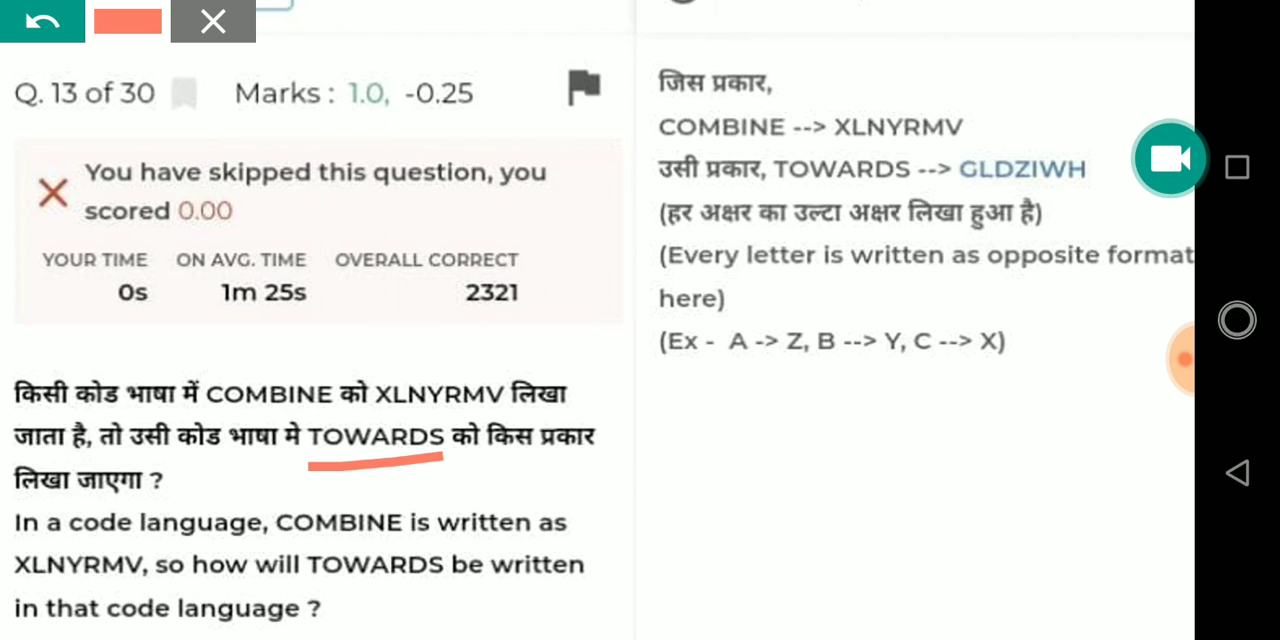 Q. 13 of 30 Marks : 1.0, -0.25
You have skipped this question, you
scored 0.00
YOUR TIME ON AVG. TIME OVERALL CORRECT
0s 1m 25s 2321
किसी कोड भाषा में COMBINE को XLNYRMV लिखा
जाता है, तो उसी कोड भाषा मे TOWARDS को किस प्रकार
लिखा जाएगा ?
In a code language, COMBINE is written as
XLNYRMV, so how will TOWARDS be written
in that code language ?
जिस प्रकार,
COMBINE --> XLNYRMV
उसी प्रकार, TOWARDS --> GLDZIWH
(हर अक्षर का उल्टा अक्षर लिखा हुआ है)
(Every letter is written as opposite format
here)
(Ex - A -> Z, B --> Y, C --> X)